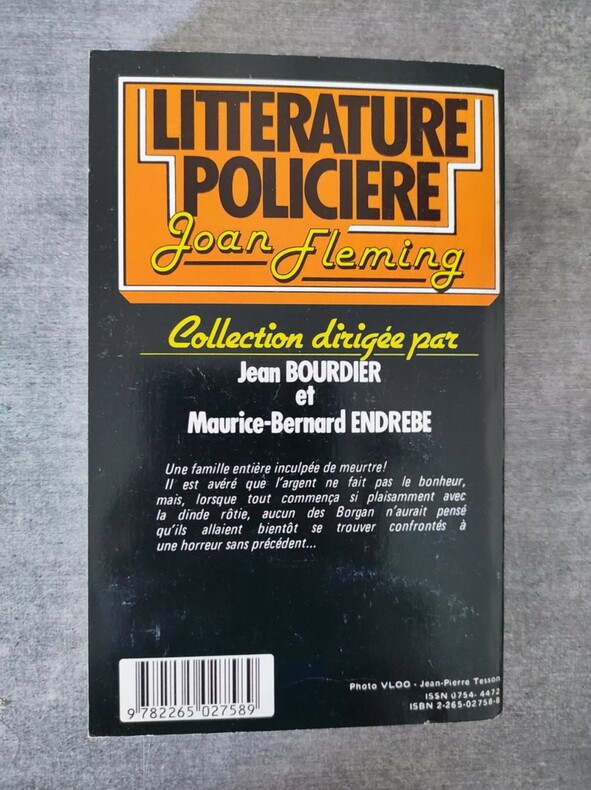 LITTERATURE
POLICIERE
Joan Fleming
Collection dirigée par
Jean BOURDIER
et
Maurice-Bernard ENDREBE
Une famille entière inculpée de meurtre!
Il est avéré que l'argent ne fait pas le bonheur,
mais, lorsque tout commença si plaisamment avec
la dinde rôtie, aucun des Borgan n'aurait pensé
qu'ils allaient bientôt se trouver confrontés à
une horreur sans précédent...
Photo VLOO - Jean-Pierre Tesson
ISSN 0754-4472
ISBN 2-265-02758-8
9 782265 027589